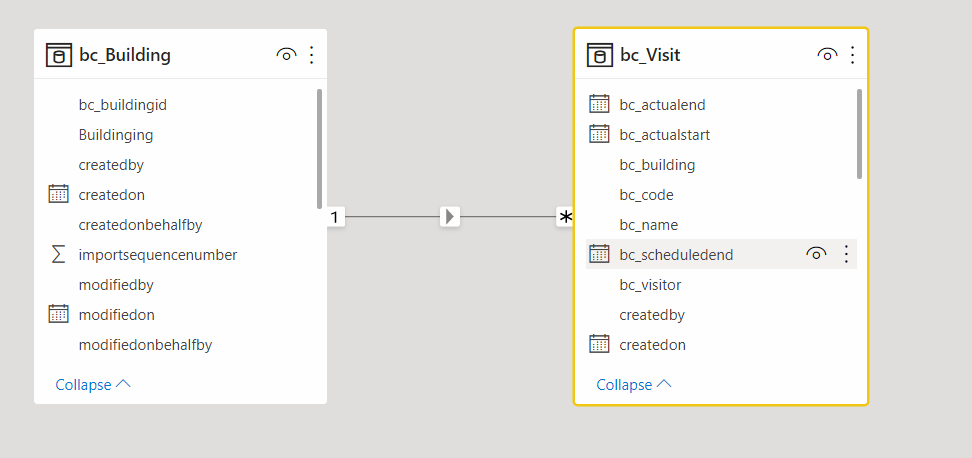 bc_Building
bc_buildingid
Buildinging
createdby
createdon
createdonbehalfby
importsequencenumber
modifiedby
modifiedon
modifiedonbehalfby
Collapse
1
*
bc_Visit
bc_actualend
bc_actualstart
bc_building
bc_code
bc_name
bc_scheduledend
bc_visitor
createdby
createdon
Collapse